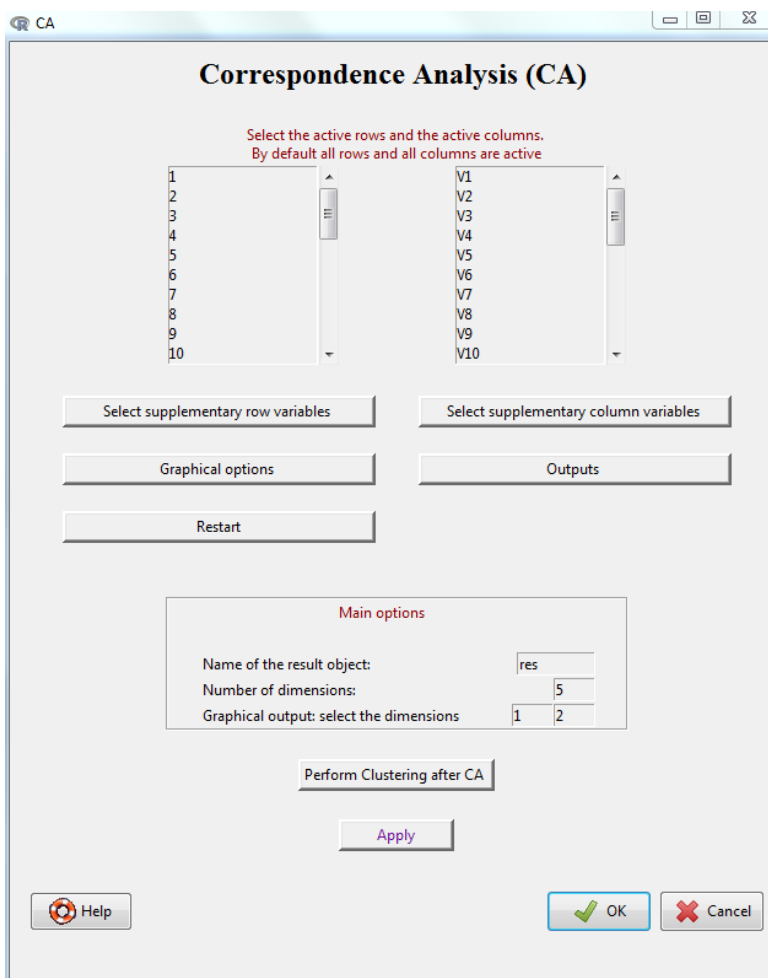 CA
Correspondence Analysis (CA)
Select the active rows and the active columns.
By default all rows and all columns are active
1
2
3
4
5
6
7
8
9
10
V1
V2
V3
V4
V5
V6
V7
V8
V9
V10
Select supplementary row variables
Select supplementary column variables
Graphical options
Outputs
Restart
Main options
Name of the result object: res
Number of dimensions: 5
Graphical output: select the dimensions 1 2
Perform Clustering after CA
Apply
Help
OK
Cancel